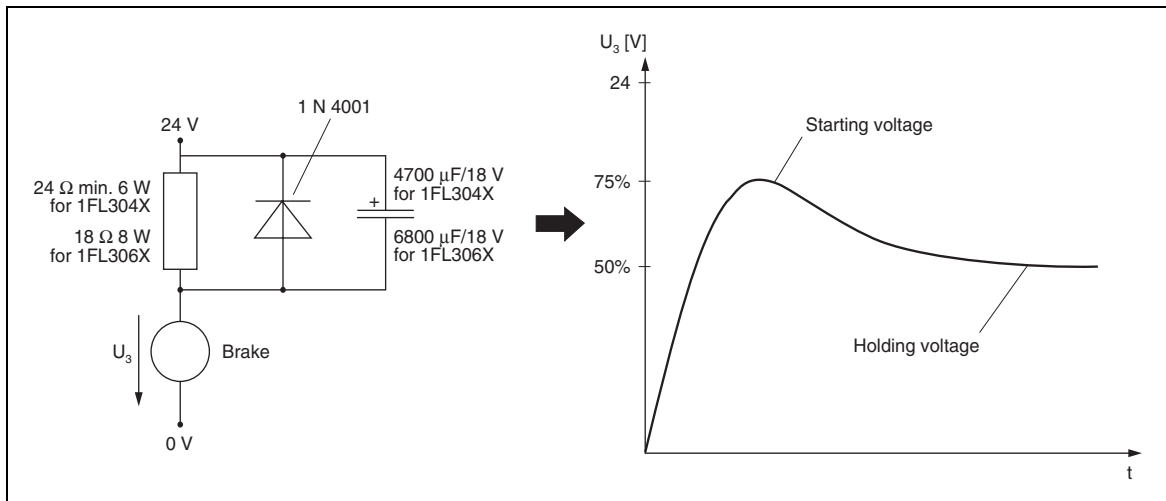 1 N 4001
24 V
24 Ω min. 6 W
for 1FL304X
18 Ω 8 W
for 1FL306X
+
4700 µF/18 V
for 1FL304X
6800 µF/18 V
for 1FL306X
U₃
Brake
0 V
U₃ [V]
24
75%
50%
Starting voltage
Holding voltage
t